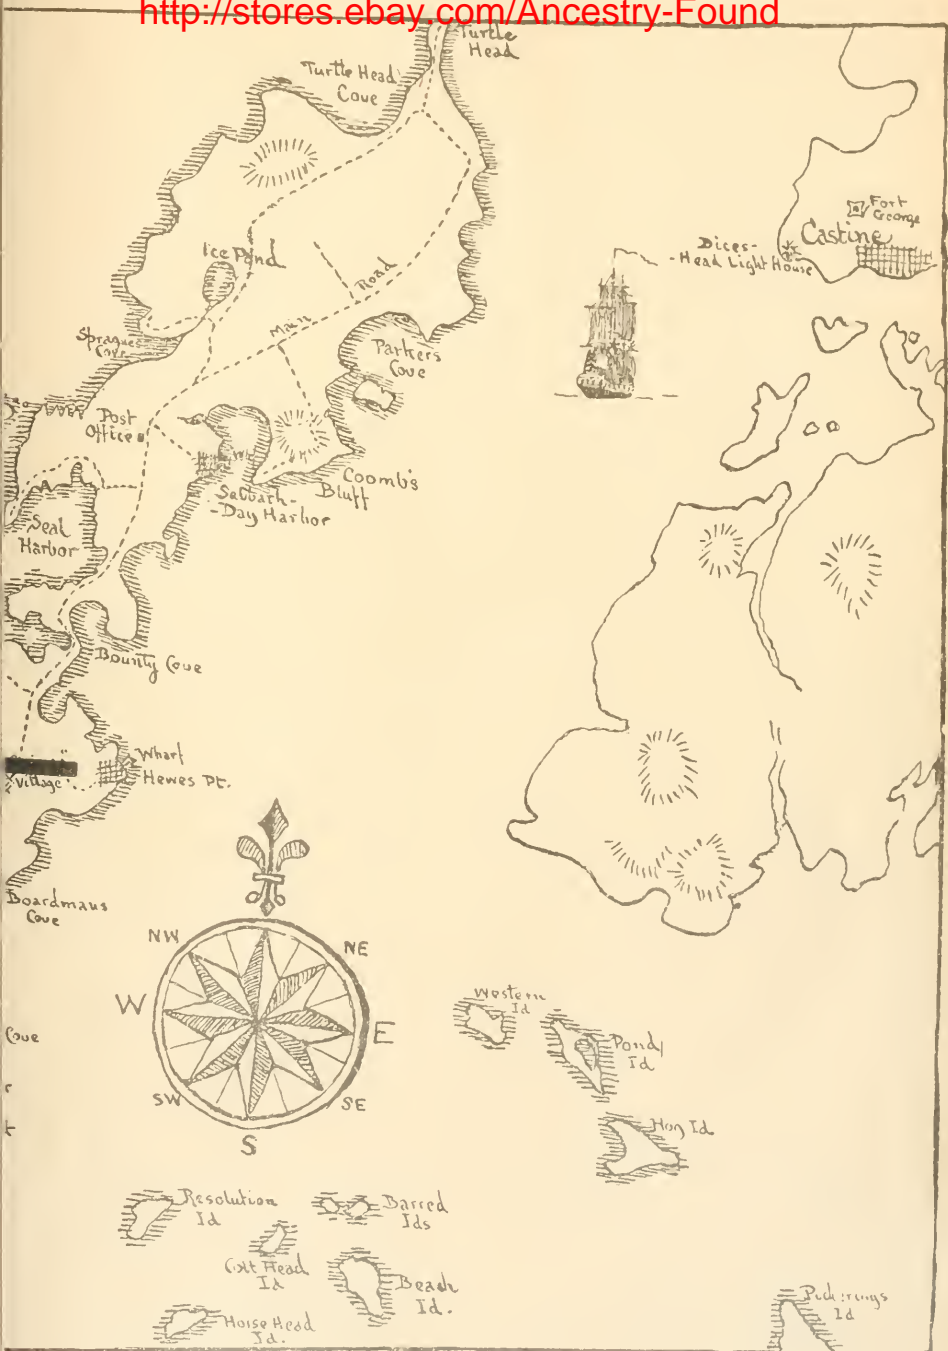 http://stores.ebay.com/Ancestry-Found
Turtle
Head
Turtle Head
Cove
Fort
George
Castine
Dices-
-Head Light House
Ice Pond
Main Road
Spragues
Cove
Parkers
Cove
Post
Office
Coombs
Bluff
Sabbath-
-Day Harbor
Seal
Harbor
Bounty Cove
Wharf
Hewes Pt.
Village
Boardmans
Cove
NW
NE
W
E
SW
SE
S
Cove
r
t
Western
Id
Pond
Id
Hog Id.
Resolution
Id
Barred
Ids
Colt Head
Id
Beach
Id.
Horse Head
Id.
Pickerings
Id